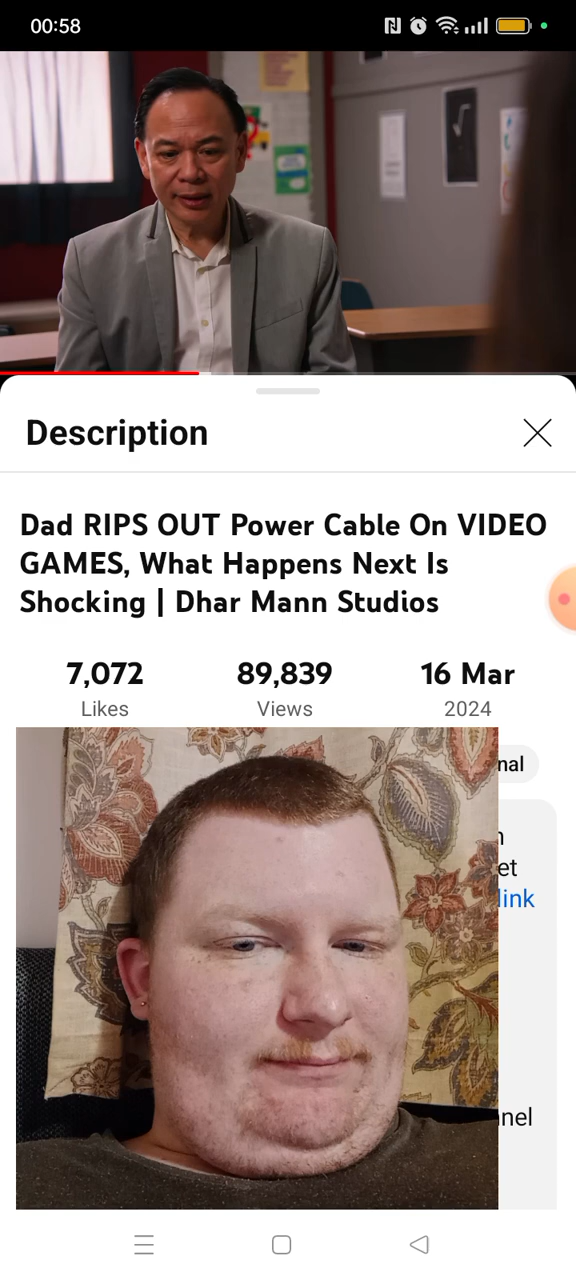 00:58
Description
Dad RIPS OUT Power Cable On VIDEO
GAMES, What Happens Next Is
Shocking | Dhar Mann Studios
7,072 89,839 16 Mar
Likes Views 2024
nal
et
link
nel